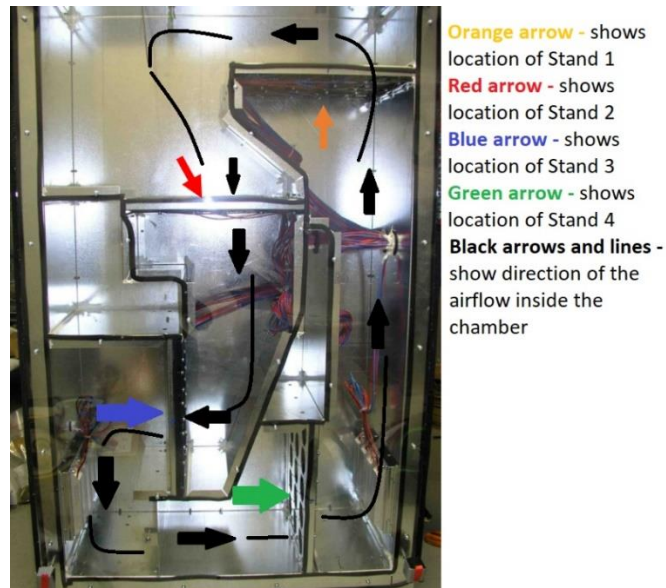 Orange arrow - shows
location of Stand 1
Red arrow - shows
location of Stand 2
Blue arrow - shows
location of Stand 3
Green arrow - shows
location of Stand 4
Black arrows and lines -
show direction of the
airflow inside the
chamber